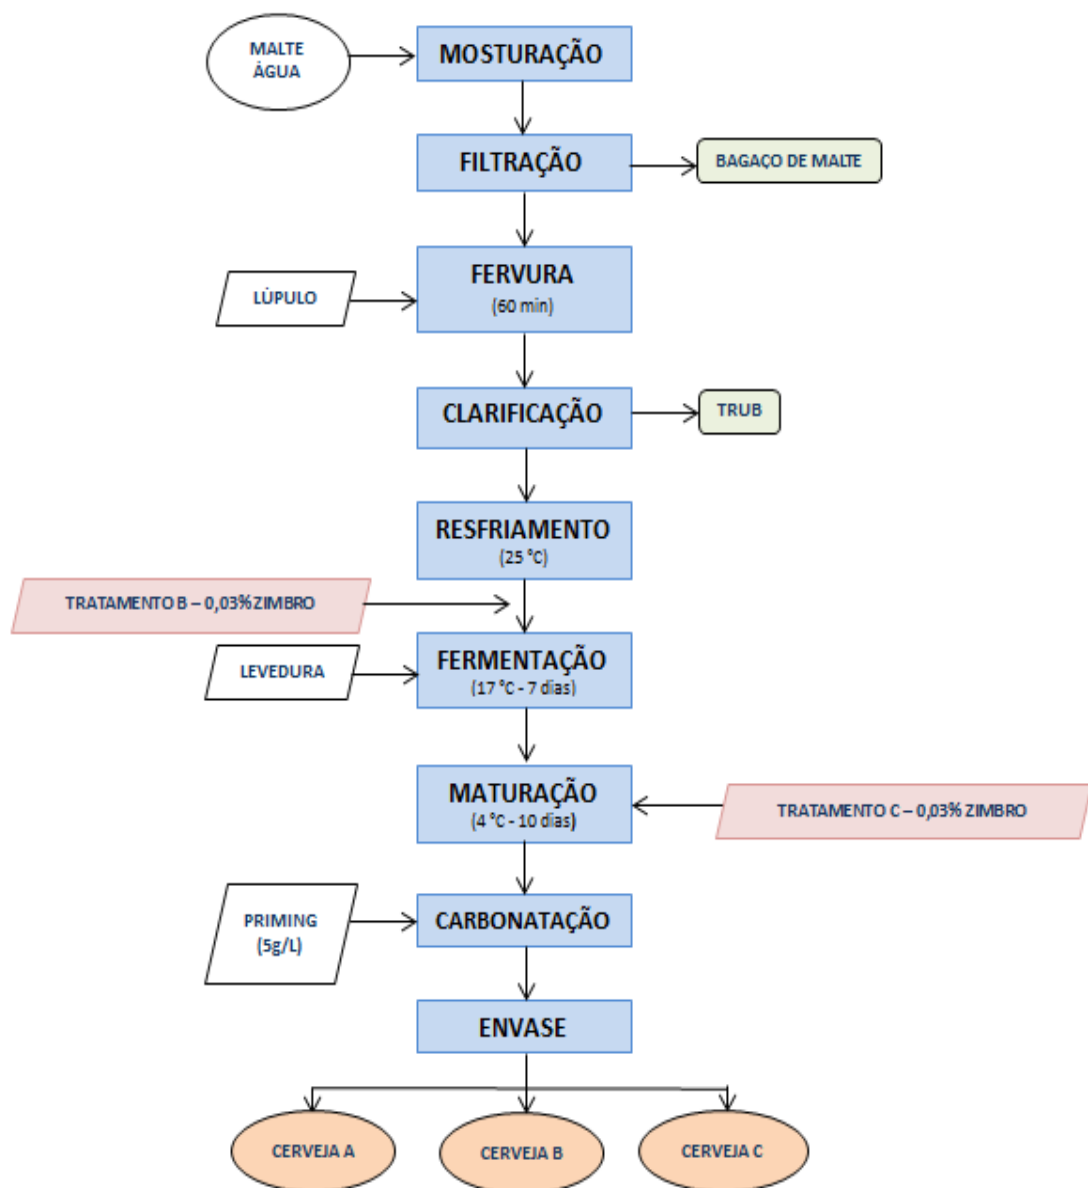 MALTE
ÁGUA
MOSTURAÇÃO
FILTRAÇÃO
BAGAÇO DE MALTE
FERVURA
(60 min)
LÚPULO
CLARIFICAÇÃO
TRUB
RESFRIAMENTO
(25 °C)
TRATAMENTO B – 0,03% ZIMBRO
LEVEDURA
FERMENTAÇÃO
(17 °C - 7 dias)
MATURAÇÃO
(4 °C - 10 dias)
TRATAMENTO C – 0,03% ZIMBRO
PRIMING
(5g/L)
CARBONATAÇÃO
ENVASE
CERVEJA A
CERVEJA B
CERVEJA C